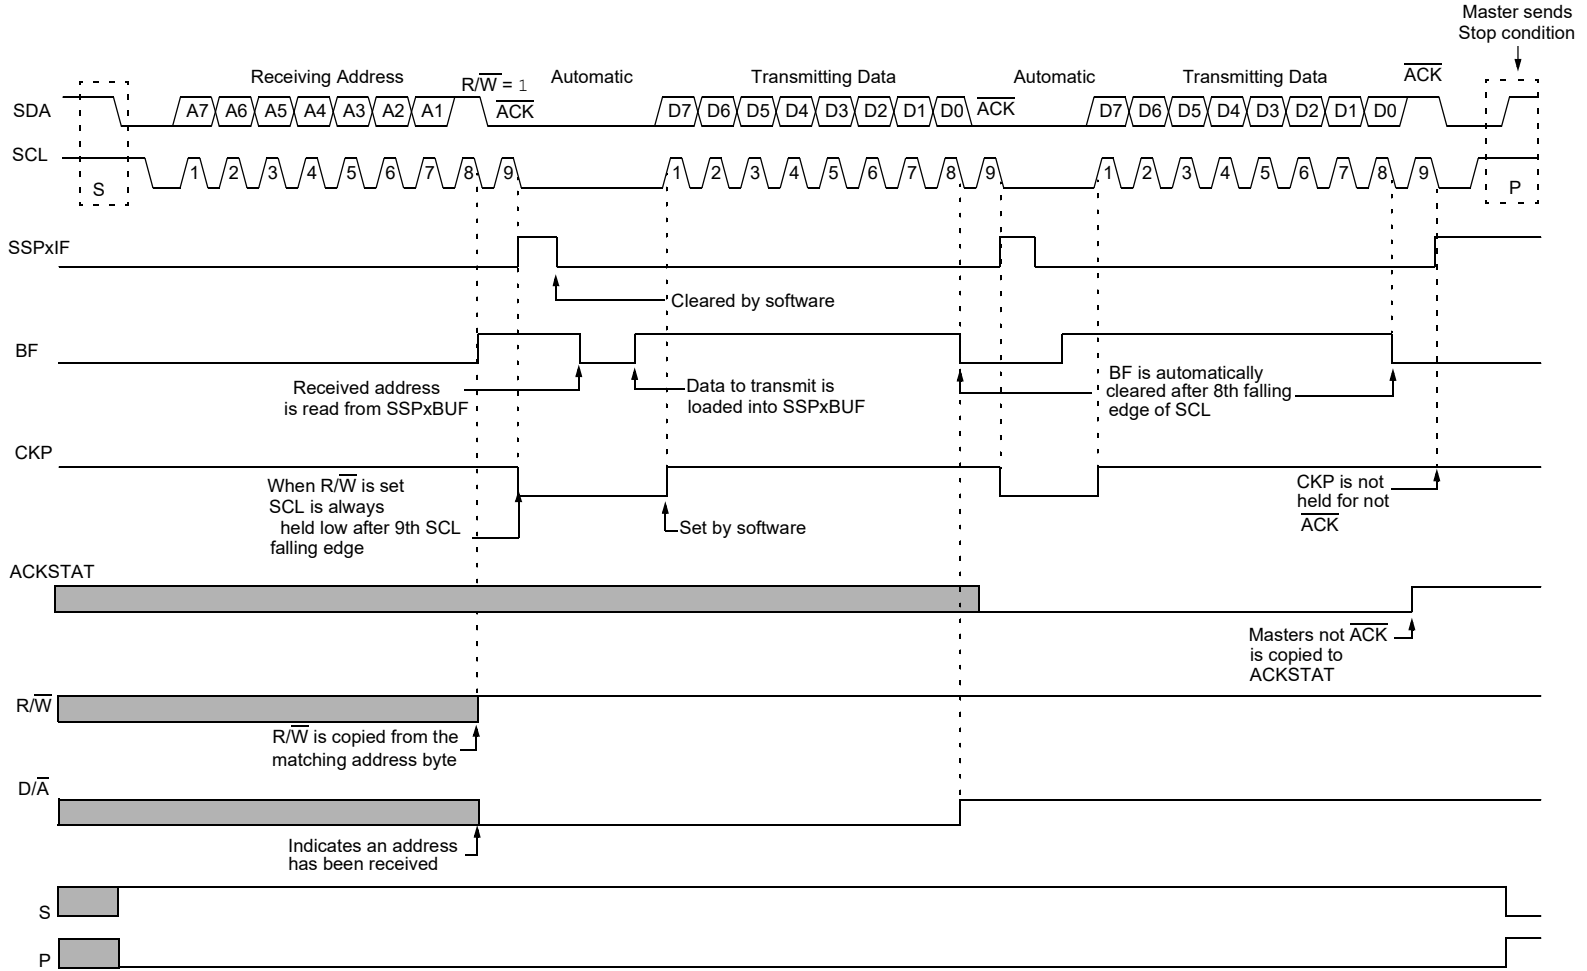 Master sends
Stop condition
Receiving Address R/W̅ = 1 Automatic Transmitting Data Automatic Transmitting Data A̅C̅K̅
SDA A7 A6 A5 A4 A3 A2 A1 A̅C̅K̅ D7 D6 D5 D4 D3 D2 D1 D0 A̅C̅K̅ D7 D6 D5 D4 D3 D2 D1 D0
SCL
S 1 2 3 4 5 6 7 8 9 1 2 3 4 5 6 7 8 9 1 2 3 4 5 6 7 8 9 P
SSPxIF
Cleared by software
BF
Received address
is read from SSPxBUF
Data to transmit is
loaded into SSPxBUF
BF is automatically
cleared after 8th falling
edge of SCL
CKP
When R/W̅ is set
SCL is always
held low after 9th SCL
falling edge
Set by software
CKP is not
held for not
A̅C̅K̅
ACKSTAT
Masters not A̅C̅K̅
is copied to
ACKSTAT
R/W̅
R/W̅ is copied from the
matching address byte
D/A̅
Indicates an address
has been received
S
P